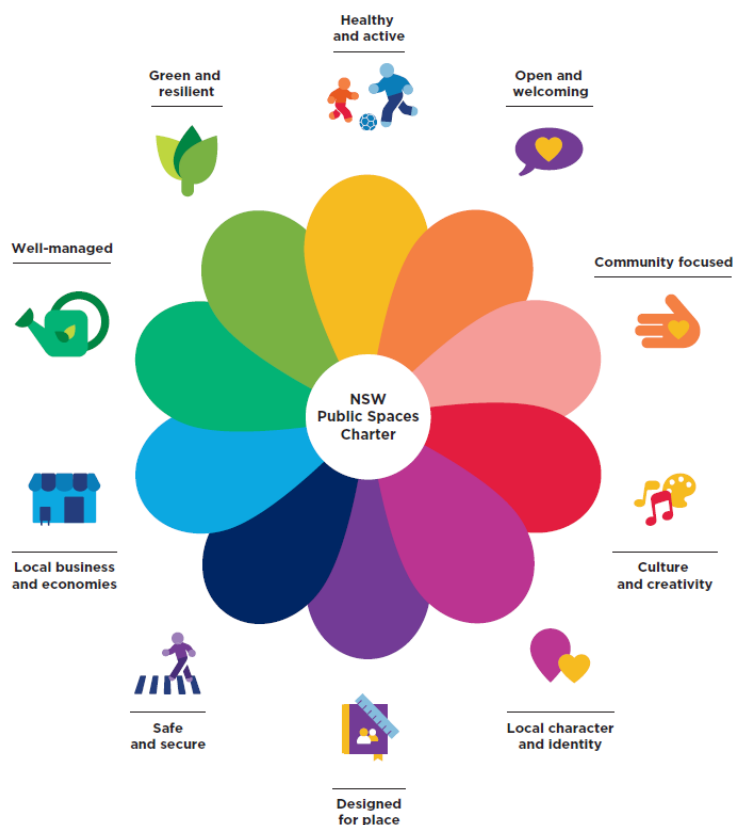 Healthy
and active
Green and
resilient
Open and
welcoming
Well-managed
Community focused
NSW
Public Spaces
Charter
Local business
and economies
Culture
and creativity
Safe
and secure
Local character
and identity
Designed
for place